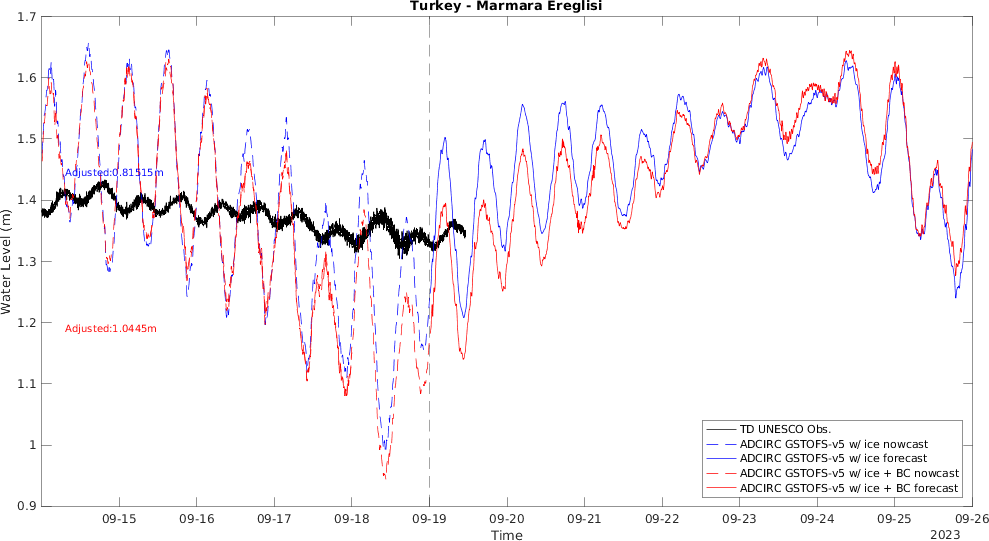 Turkey - Marmara Ereglisi
1.7
1.6
1.5
1.4
1.3
1.2
1.1
1
0.9
Water Level (m)
Adjusted:0.81515m
Adjusted:1.0445m
TD UNESCO Obs.
ADCIRC GSTOFS-v5 w/ ice nowcast
ADCIRC GSTOFS-v5 w/ ice forecast
ADCIRC GSTOFS-v5 w/ ice + BC nowcast
ADCIRC GSTOFS-v5 w/ ice + BC forecast
09-15 09-16 09-17 09-18 09-19 09-20 09-21 09-22 09-23 09-24 09-25 09-26
Time
2023